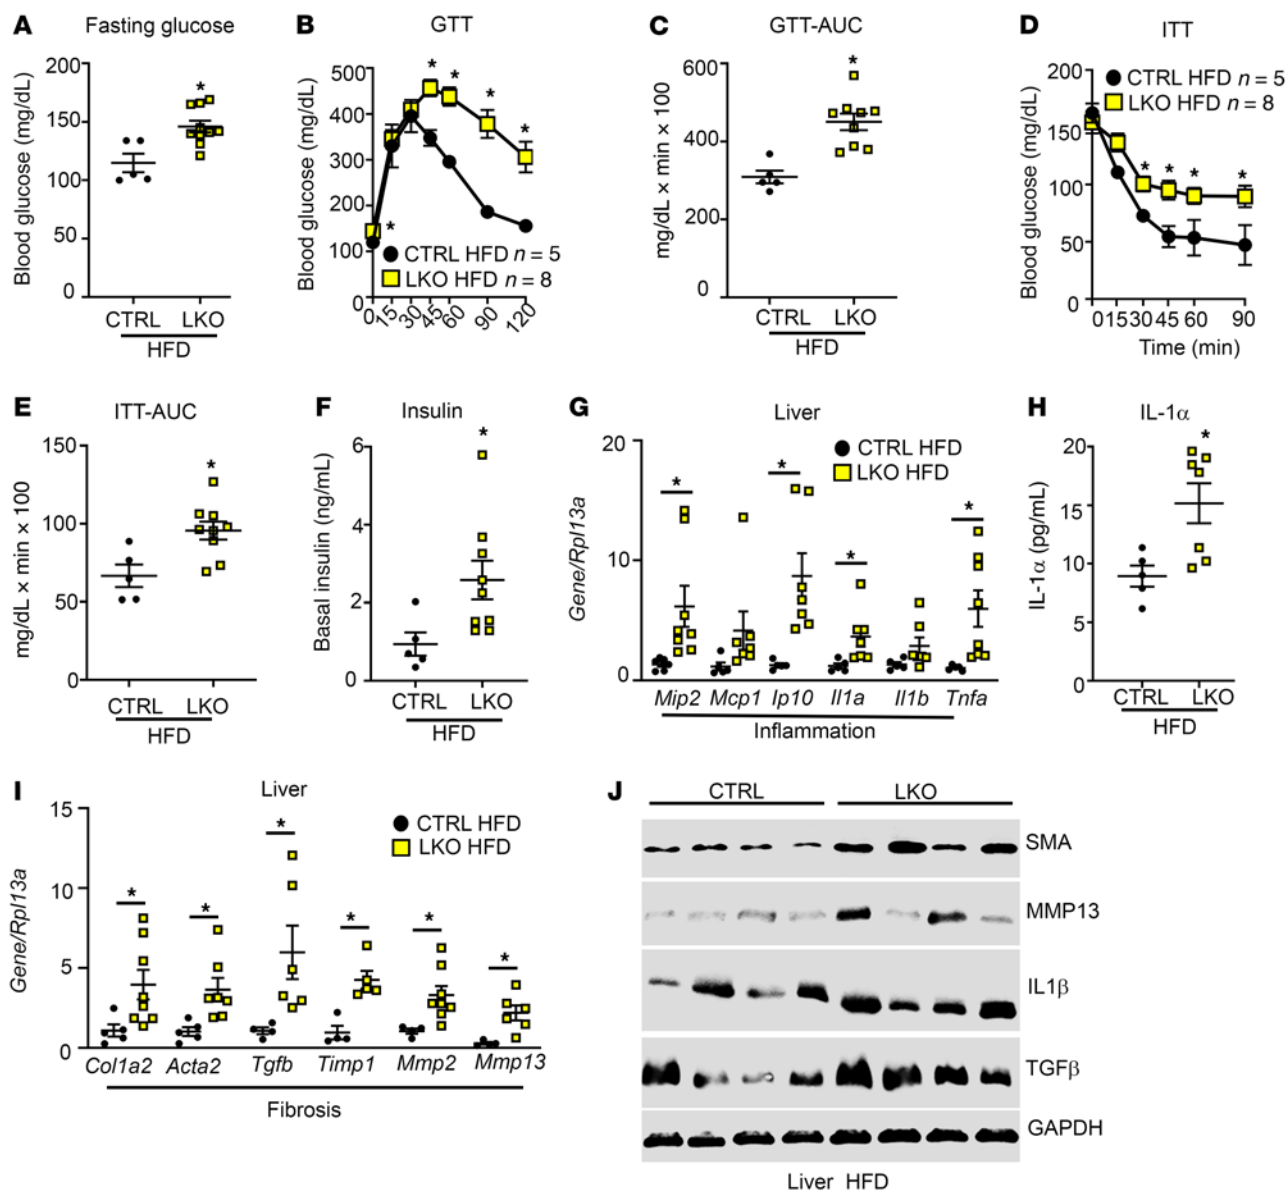 A
Fasting glucose
Blood glucose (mg/dL)
200
150
100
50
0
*
CTRL LKO
HFD
B
GTT
Blood glucose (mg/dL)
500
400
300
200
100
0
* * * *
*
CTRL HFD n = 5
LKO HFD n = 8
0 15 30 45 60 90 120
C
GTT-AUC
mg/dL × min × 100
600
400
200
0
*
CTRL LKO
HFD
D
ITT
Blood glucose (mg/dL)
200
150
100
50
0
CTRL HFD n = 5
LKO HFD n = 8
* * * *
0 15 30 45 60 90
Time (min)
E
ITT-AUC
mg/dL × min × 100
150
100
50
0
*
CTRL LKO
HFD
F
Insulin
Basal insulin (ng/mL)
6
4
2
0
*
CTRL LKO
HFD
G
Liver
Gene/Rpl13a
20
10
0
CTRL HFD
LKO HFD
* * * *
Mip2 Mcp1 Ip10 Il1a Il1b Tnfa
Inflammation
H
IL-1α
IL-1α (pg/mL)
20
15
10
5
0
*
CTRL LKO
HFD
I
Liver
Gene/Rpl13a
15
10
5
0
CTRL HFD
LKO HFD
* * * * * *
Col1a2 Acta2 Tgfb Timp1 Mmp2 Mmp13
Fibrosis
J
CTRL LKO
SMA
MMP13
IL1β
TGFβ
GAPDH
Liver HFD